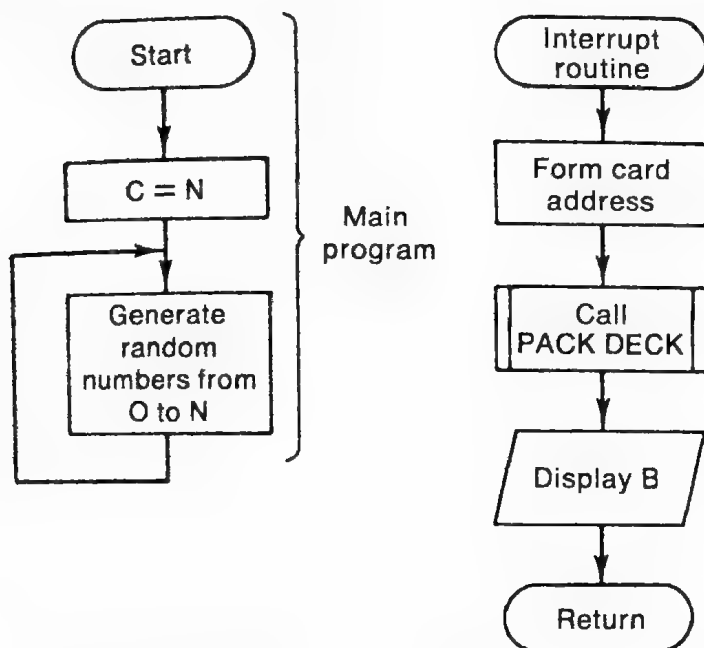 Start
C = N
Generate
random
numbers from
O to N
Main
program
Interrupt
routine
Form card
address
Call
PACK DECK
Display B
Return